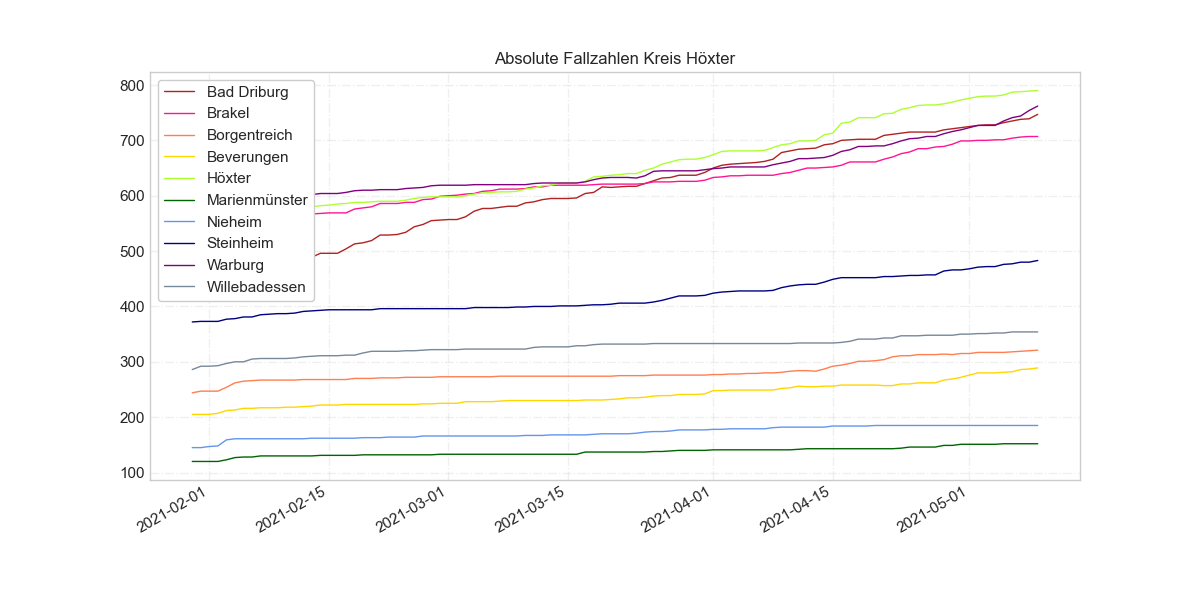 Absolute Fallzahlen Kreis Höxter
800
700
600
500
400
300
200
100
Bad Driburg
Brakel
Borgentreich
Beverungen
Höxter
Marienmünster
Nieheim
Steinheim
Warburg
Willebadessen
2021-02-01
2021-02-15
2021-03-01
2021-03-15
2021-04-01
2021-04-15
2021-05-01